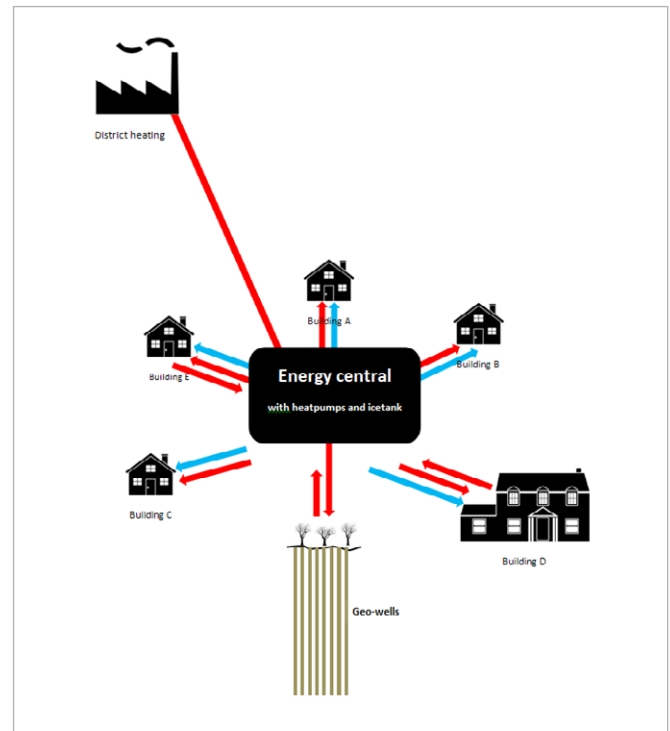 District heating
Building A
Building B
Building E
Energy central
with heatpumps and icetank
Building C
Building D
Geo-wells